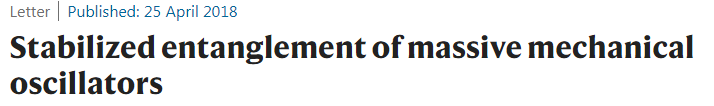 Letter | Published: 25 April 2018
Stabilized entanglement of massive mechanical
oscillators